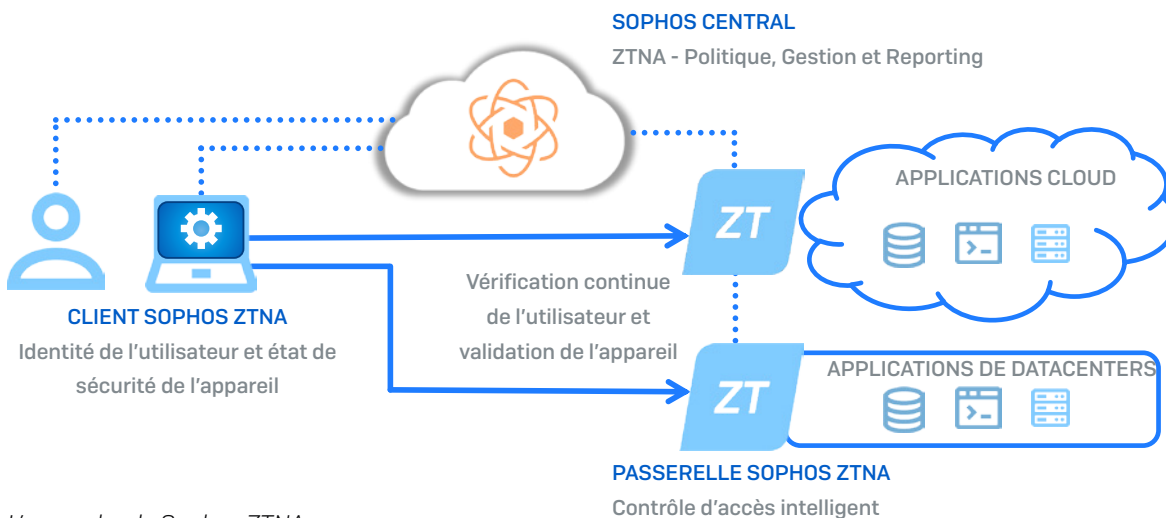 SOPHOS CENTRAL
ZTNA - Politique, Gestion et Reporting
APPLICATIONS CLOUD
ZT
Vérification continue
de l'utilisateur et
validation de l'appareil
CLIENT SOPHOS ZTNA
Identité de l'utilisateur et état de
sécurité de l'appareil
APPLICATIONS DE DATACENTERS
ZT
PASSERELLE SOPHOS ZTNA
Contrôle d'accès intelligent